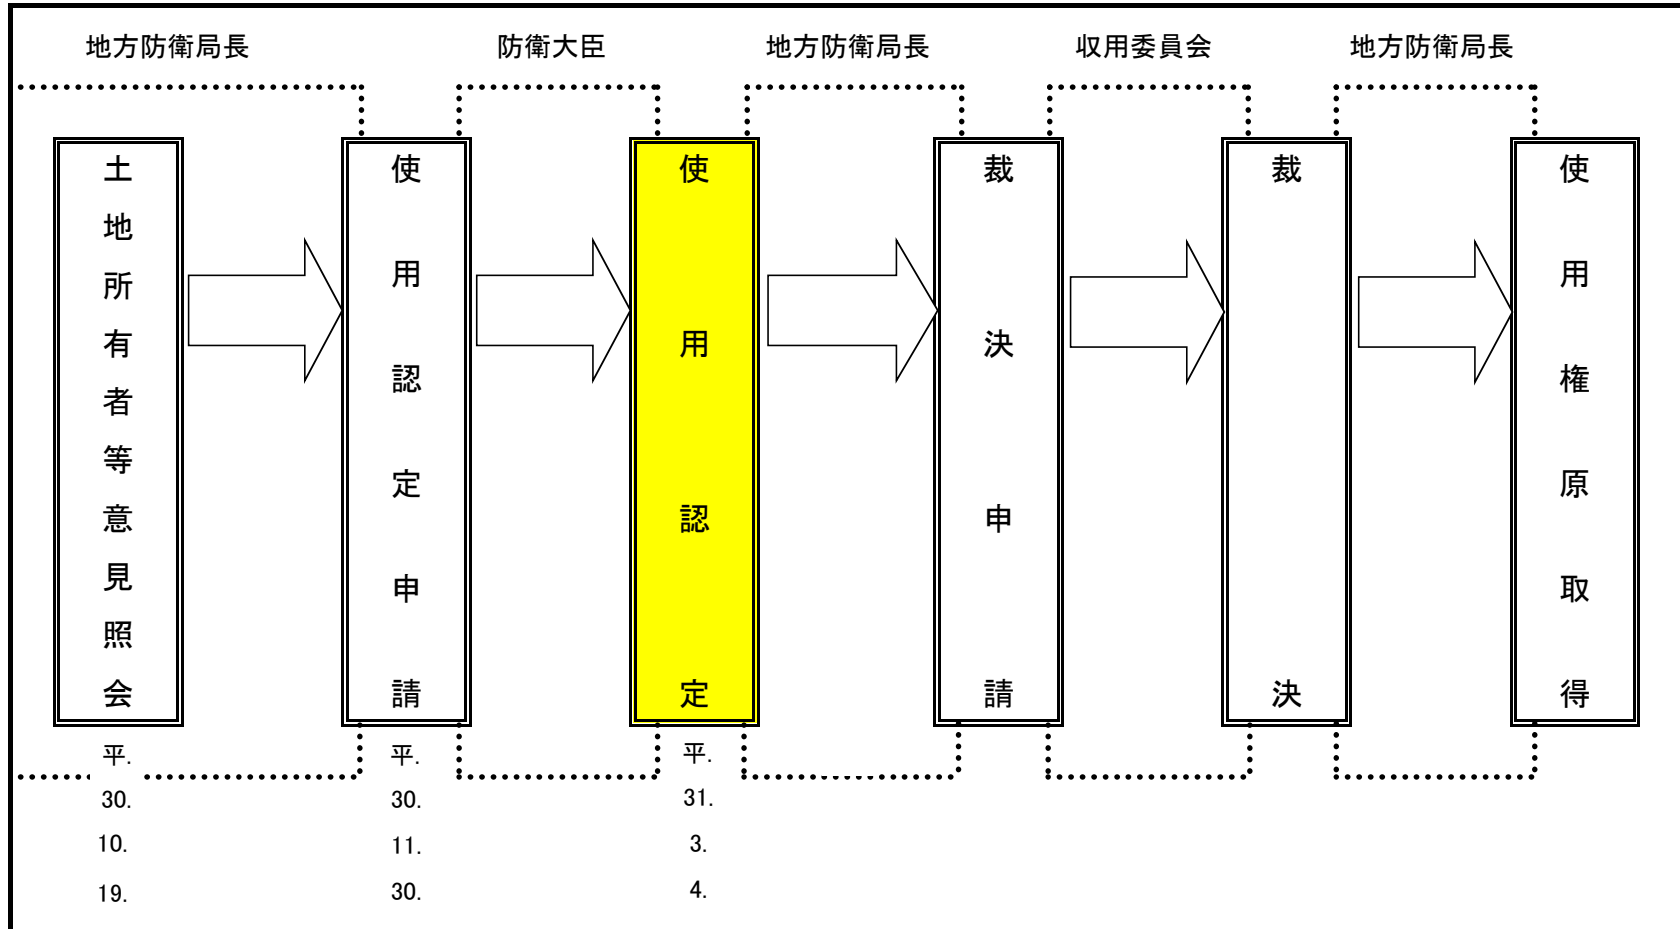 地方防衛局長
防衛大臣
地方防衛局長
収用委員会
地方防衛局長
土地所有者等意見照会
使用認定申請
使用認定
裁決申請
裁決
使用権原取得
平.
30.
10.
19.
平.
30.
11.
30.
平.
31.
3.
4.